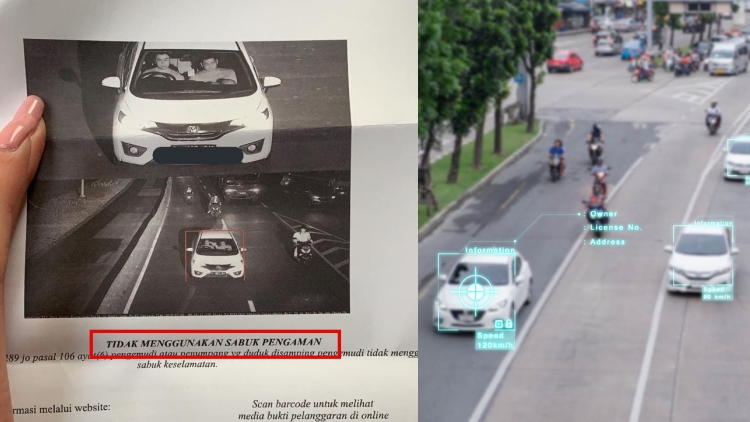 TIDAK MENGGUNAKAN SABUK PENGAMAN
289 jo pasal 106 ayat(6) pengemudi atau penumpang yg duduk disamping pengemudi tidak
sabuk keselamatan.
rmasi melalui website:
Scan barcode untuk melihat
media bukti pelanggaran di online
Owner
: License No.
: Address
Information
Speed
120km/h
Information
Speed